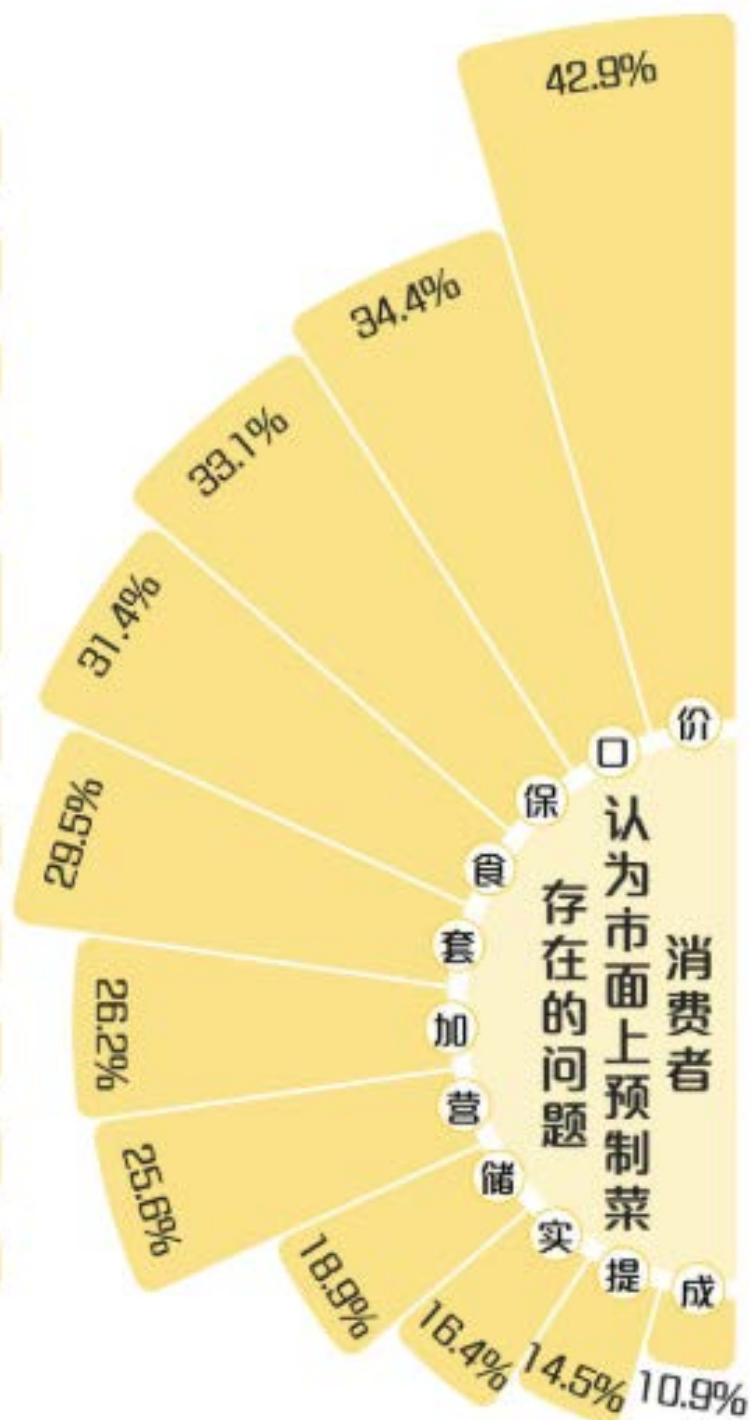 42.9%
34.4%
33.1%
31.4%
29.5%
26.2%
25.6%
18.9%
16.4%
14.5%
10.9%
价
口
保
食
套
加
营
储
实
提
成
消费者
认为市面上预制菜
存在的问题